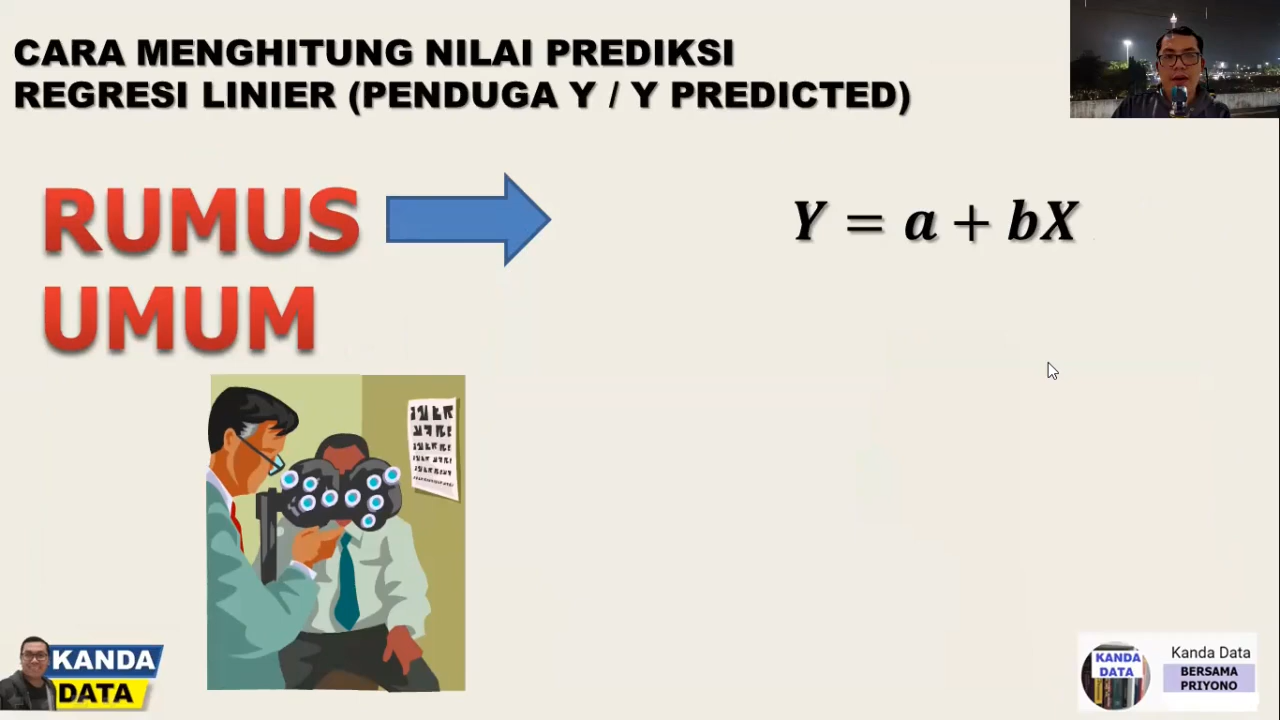 CARA MENGHITUNG NILAI PREDIKSI
REGRESI LINIER (PENDUGA Y / Y PREDICTED)
RUMUS
UMUM
Y = a + bX
KANDA
DATA
KANDA
DATA
Kanda Data
BERSAMA
PRIYONO